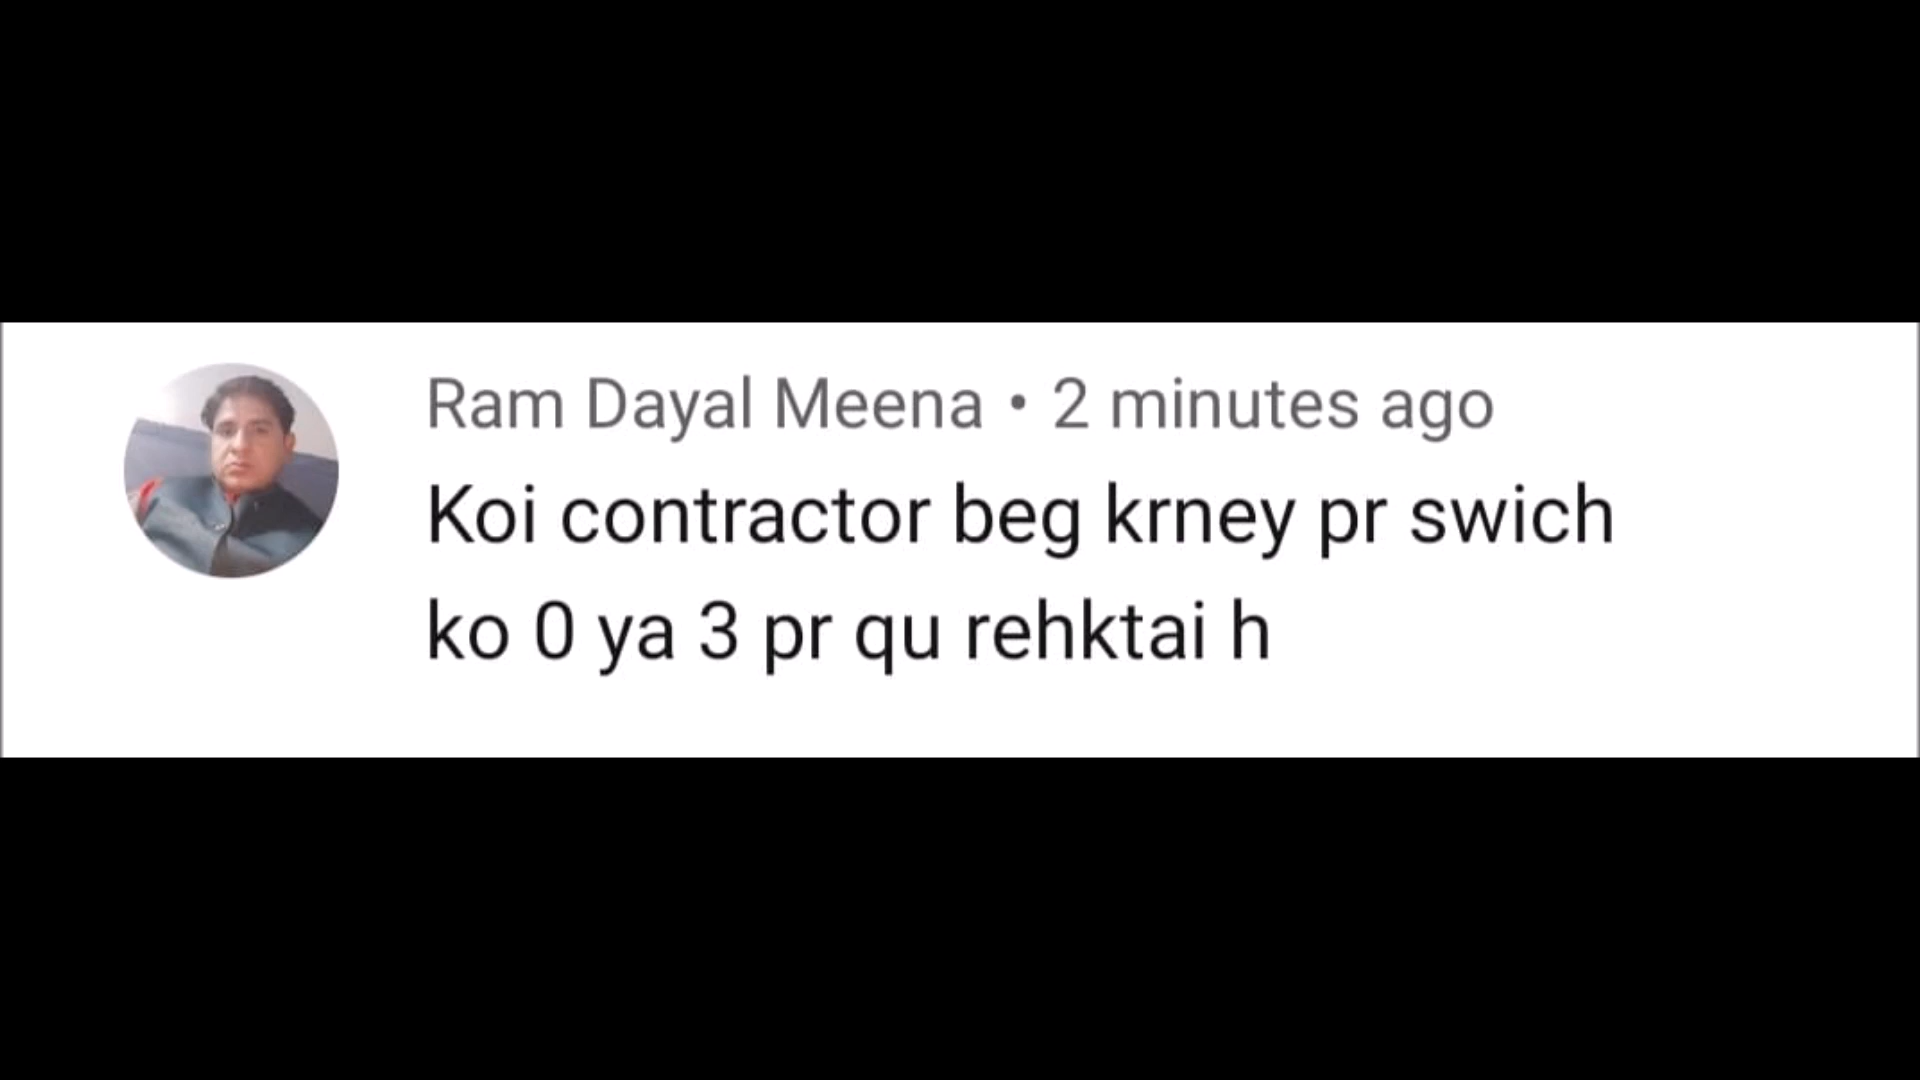 Ram Dayal Meena • 2 minutes ago
Koi contractor beg krney pr swich
ko 0 ya 3 pr qu rehktai h